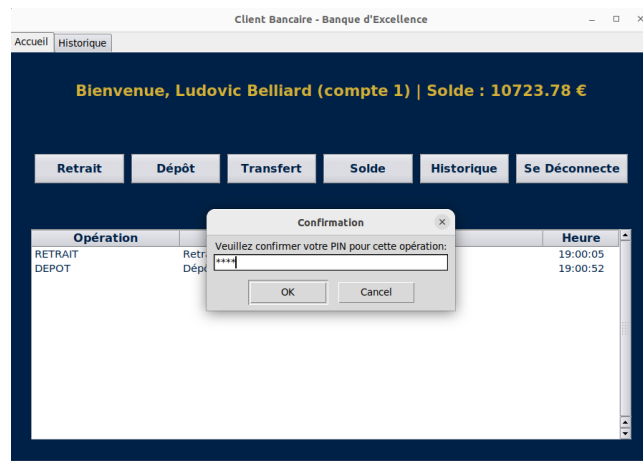 Client Bancaire - Banque d'Excellence
Accueil Historique
Bienvenue, Ludovic Belliard (compte 1) | Solde : 10723.78 €
Retrait Dépôt Transfert Solde Historique Se Déconnecte
Confirmation
Veuillez confirmer votre PIN pour cette opération:
****
OK Cancel
Opération Heure
RETRAIT Retr 19:00:05
DEPOT Dépô 19:00:52